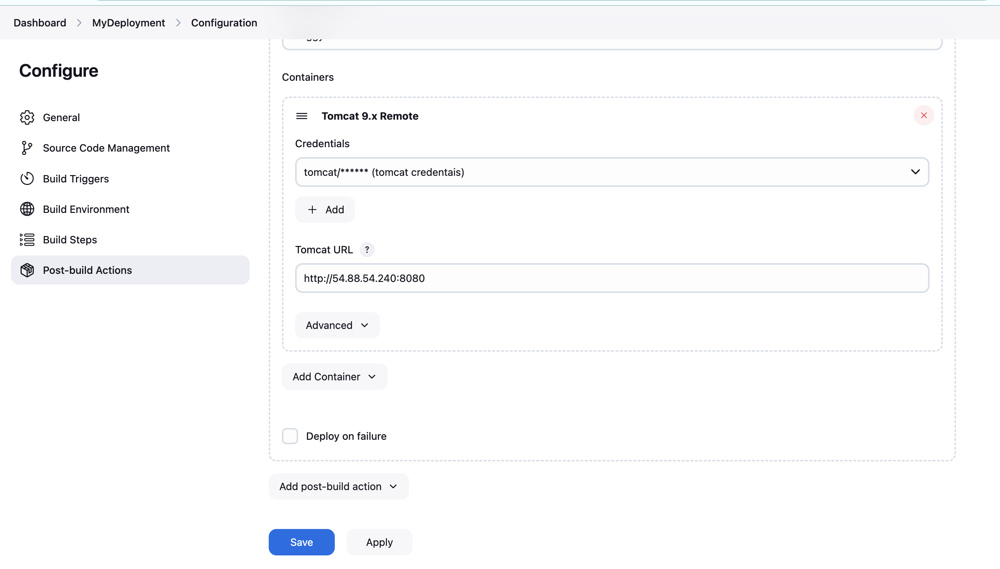 Dashboard > MyDeployment > Configuration
Configure
General
Source Code Management
Build Triggers
Build Environment
Build Steps
Post-build Actions
Containers
Tomcat 9.x Remote
Credentials
tomcat/****** (tomcat credentais)
+ Add
Tomcat URL ?
http://54.88.54.240:8080
Advanced
Add Container
Deploy on failure
Add post-build action
Save
Apply